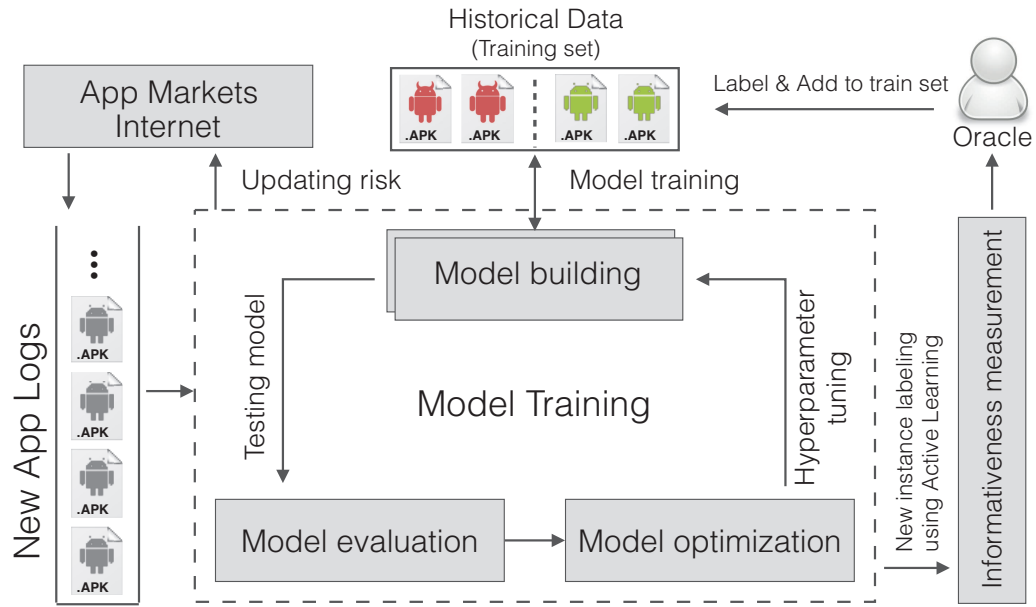 Historical Data
(Training set)
App Markets
Internet
.APK
.APK
.APK
.APK
Label & Add to train set
Oracle
Updating risk
Model training
New App Logs
...
.APK
.APK
.APK
.APK
Model building
Testing model
Model Training
Hyperparameter
tuning
Model evaluation
Model optimization
New instance labeling
using Active Learning
Informativeness measurement